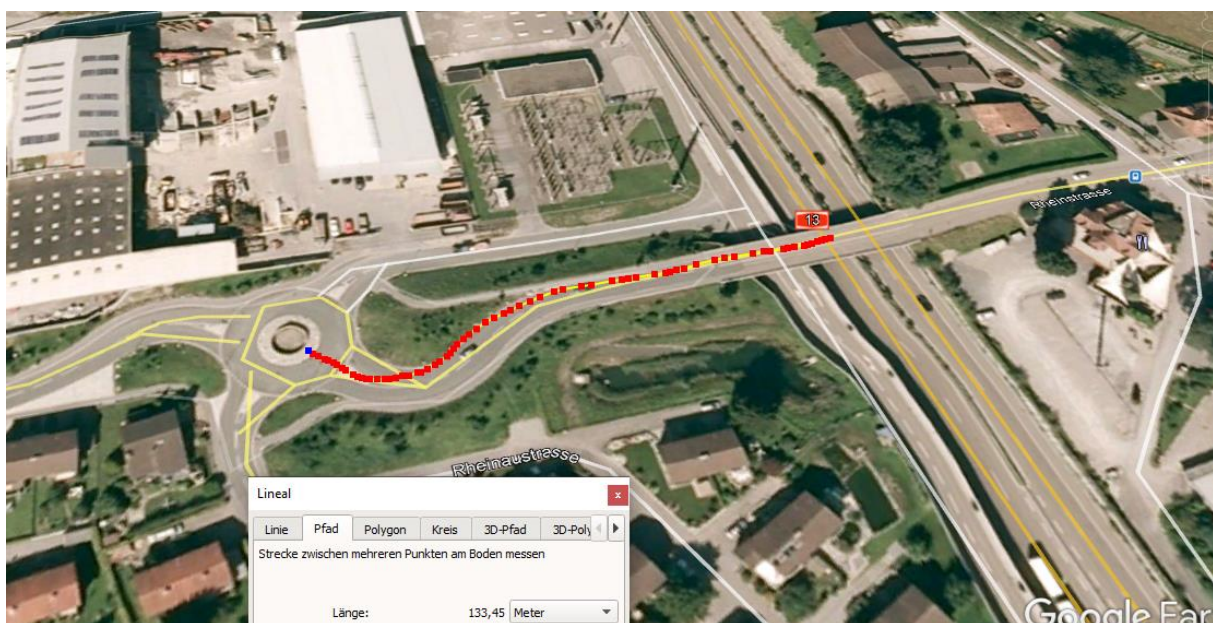 13
Rheinstrasse
Rheinaustrasse
Lineal
x
Linie Pfad Polygon Kreis 3D-Pfad 3D-Poly
Strecke zwischen mehreren Punkten am Boden messen
Länge: 133,45 Meter
Google Ear